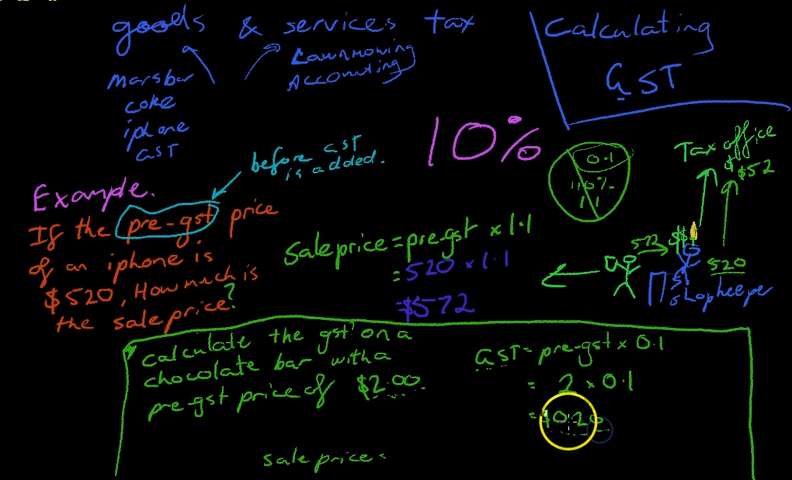 goods & services tax
Lawnmowing
Accounting
marsbar
coke
iphone
GST
Calculating
GST
10%
before GST
is added.
0.1
110%
1.1
Tax office
$52
$572
$$
520
shopkeeper
Example.
If the pre-gst price
of an iphone is
$520, How much is
the sale price?
Sale price = pre gst x 1.1
= 520 x 1.1
= $572
Calculate the gst on a
chocolate bar with a
pre gst price of $2.00
GST = pre-gst x 0.1
= 2 x 0.1
= $0.20
sale price =